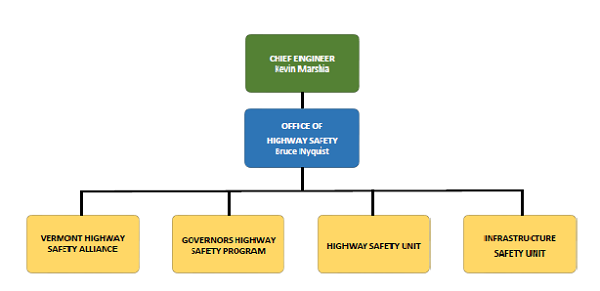 CHIEF ENGINEER
Kevin Marshia
OFFICE OF
HIGHWAY SAFETY
Bruce Nyquist
VERMONT HIGHWAY
SAFETY ALLIANCE
GOVERNORS HIGHWAY
SAFETY PROGRAM
HIGHWAY SAFETY UNIT
INFRASTRUCTURE
SAFETY UNIT